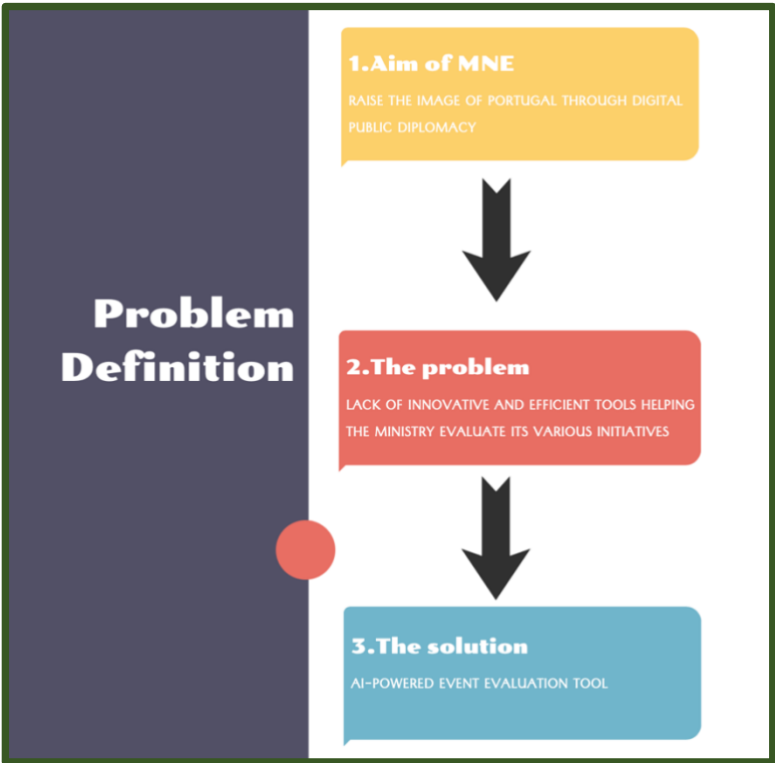 Problem
Definition
1.Aim of MNE
RAISE THE IMAGE OF PORTUGAL THROUGH DIGITAL
PUBLIC DIPLOMACY
2.The problem
LACK OF INNOVATIVE AND EFFICIENT TOOLS HELPING
THE MINISTRY EVALUATE ITS VARIOUS INITIATIVES
3.The solution
AI-POWERED EVENT EVALUATION TOOL